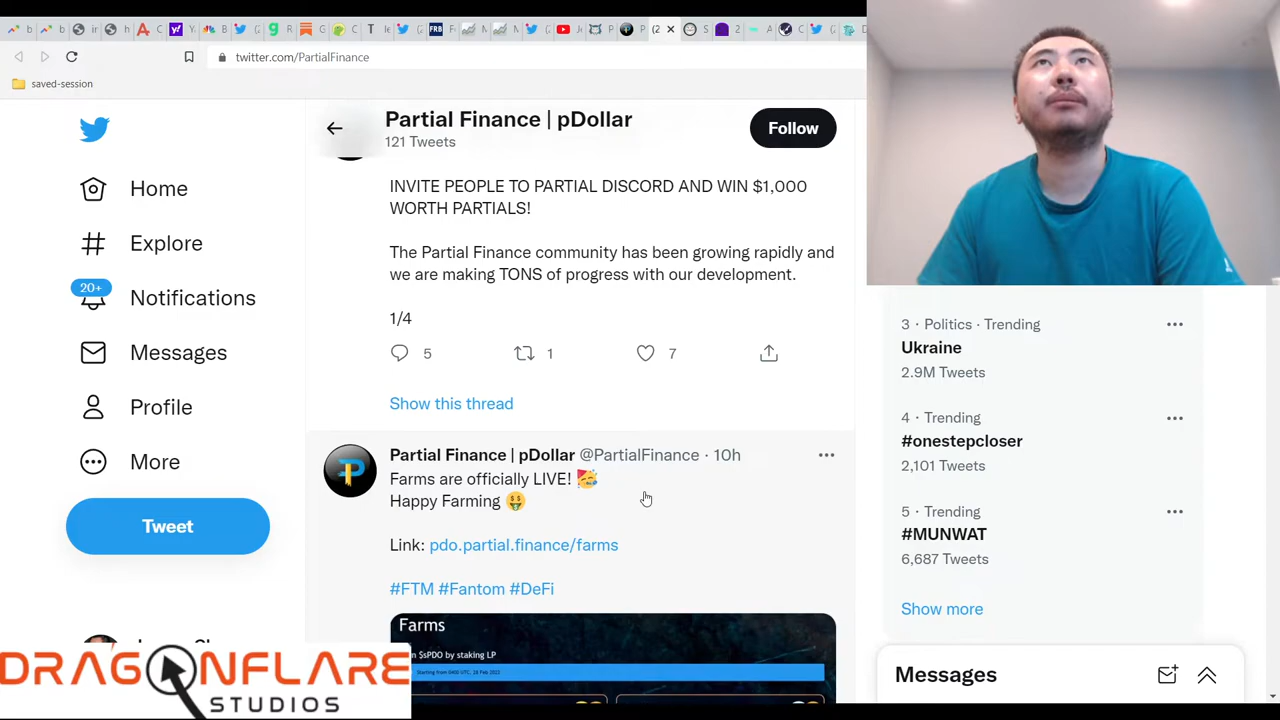 twitter.com/PartialFinance
saved-session
Partial Finance | pDollar
121 Tweets
Follow
Home
Explore
20+
Notifications
Messages
Profile
More
Tweet
INVITE PEOPLE TO PARTIAL DISCORD AND WIN $1,000
WORTH PARTIALS!
The Partial Finance community has been growing rapidly and
we are making TONS of progress with our development.
1/4
5 1 7
Show this thread
Partial Finance | pDollar @PartialFinance · 10h
Farms are officially LIVE! 🥳
Happy Farming 🤑
Link: pdo.partial.finance/farms
#FTM #Fantom #DeFi
Farms
$sPDO by staking LP
3 · Politics · Trending
Ukraine
2.9M Tweets
4 · Trending
#onestepcloser
2,101 Tweets
5 · Trending
#MUNWAT
6,687 Tweets
Show more
Messages
DRAGONFLARE
STUDIOS